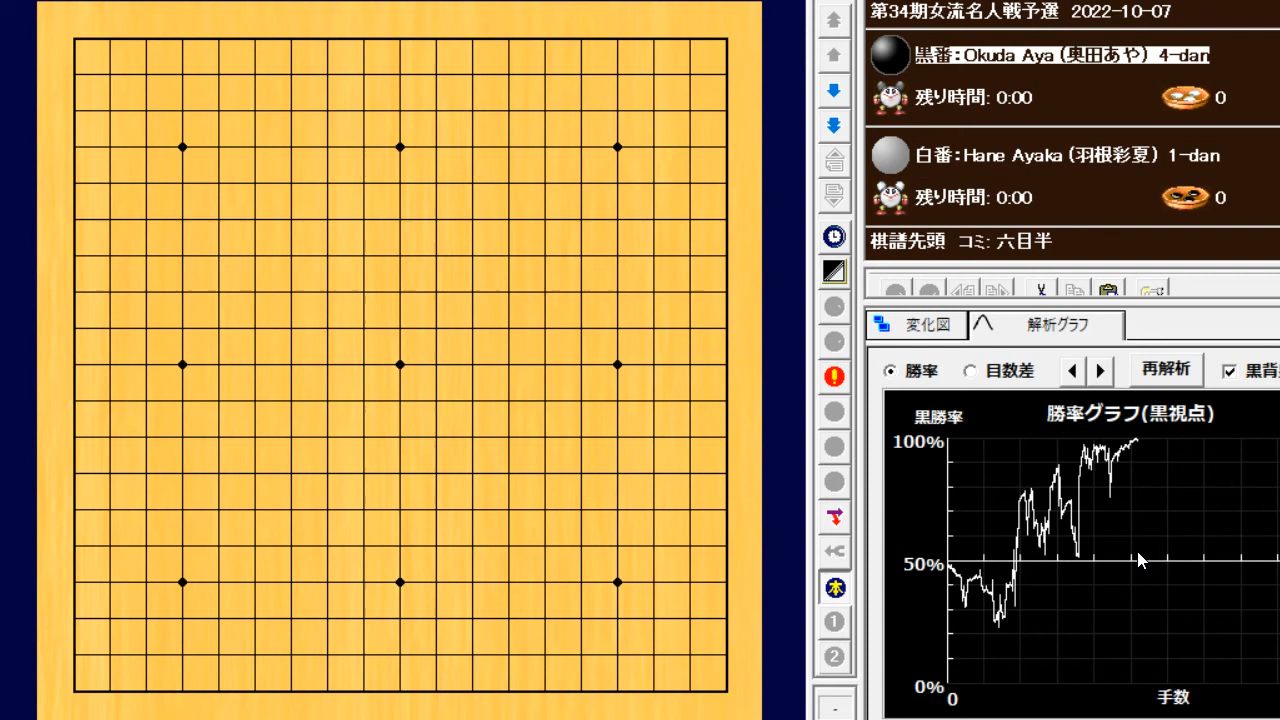 第34期女流名人戦予選 2022-10-07
黒番：Okuda Aya (奥田あや) 4-dan
残り時間: 0:00 0
白番：Hane Ayaka (羽根彩夏) 1-dan
残り時間: 0:00 0
棋譜先頭 コミ: 六目半
変化図 解析グラフ
勝率 目数差 再解析 黒背
黒勝率 勝率グラフ(黒視点)
100%
50%
0%
0 手数
本
1
2